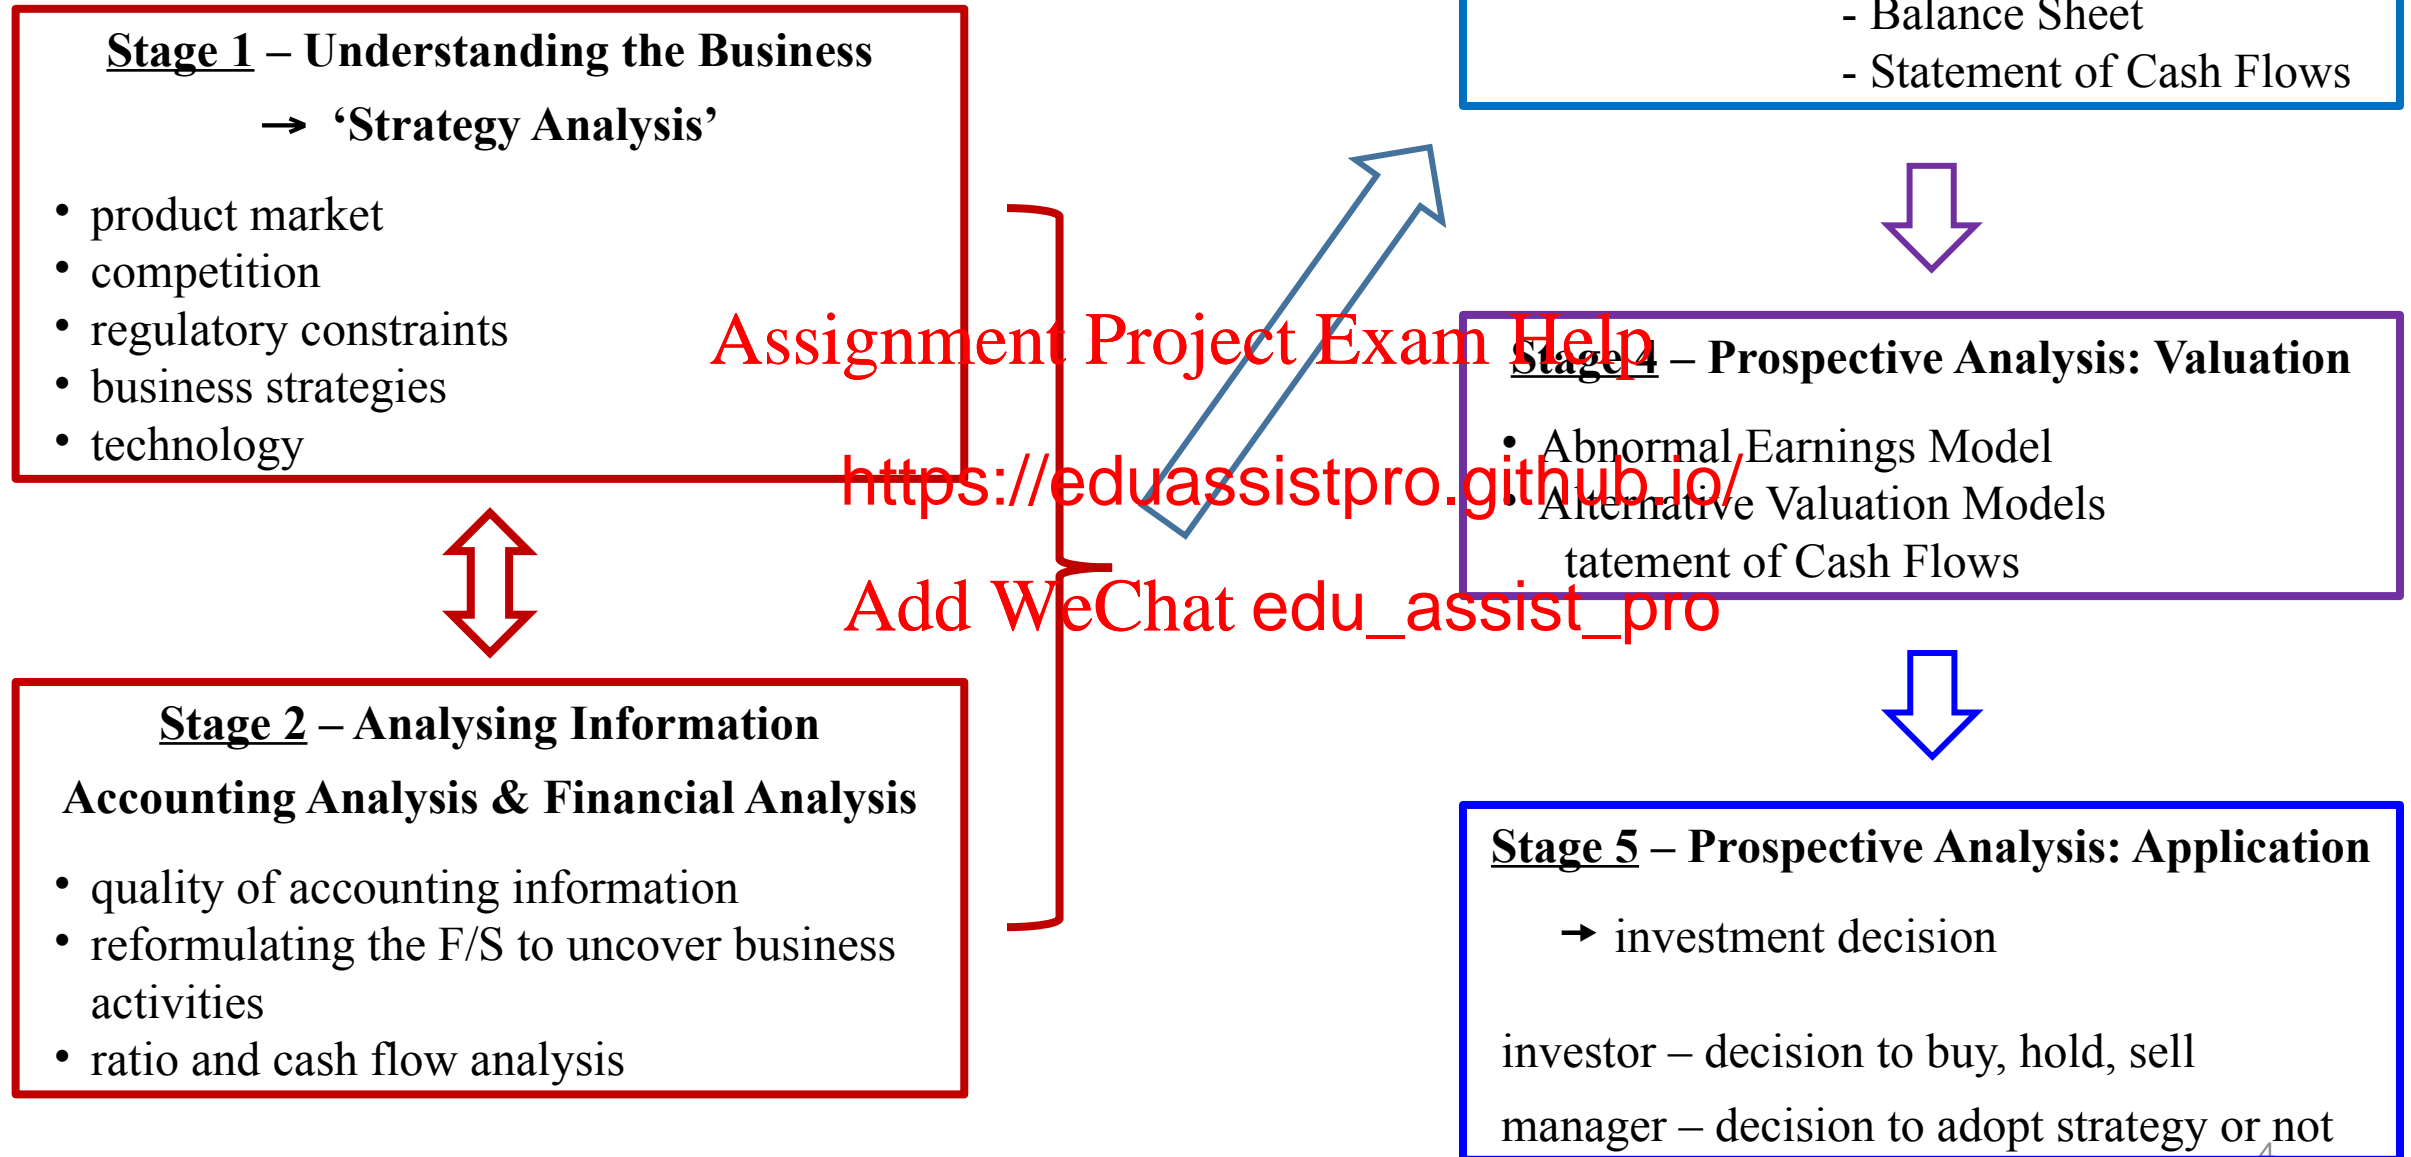 Stage 1 – Understanding the Business
→ ‘Strategy Analysis’
• product market
• competition
• regulatory constraints
• business strategies
• technology
Stage 2 – Analysing Information
Accounting Analysis & Financial Analysis
• quality of accounting information
• reformulating the F/S to uncover business
activities
• ratio and cash flow analysis
Assignment Project Exam Help
https://eduassistpro.github.io/
Add WeChat edu_assist_pro
- Balance Sheet
- Statement of Cash Flows
Stage 4 – Prospective Analysis: Valuation
• Abnormal Earnings Model
• Alternative Valuation Models
tatement of Cash Flows
Stage 5 – Prospective Analysis: Application
→ investment decision
investor – decision to buy, hold, sell
manager – decision to adopt strategy or not
4